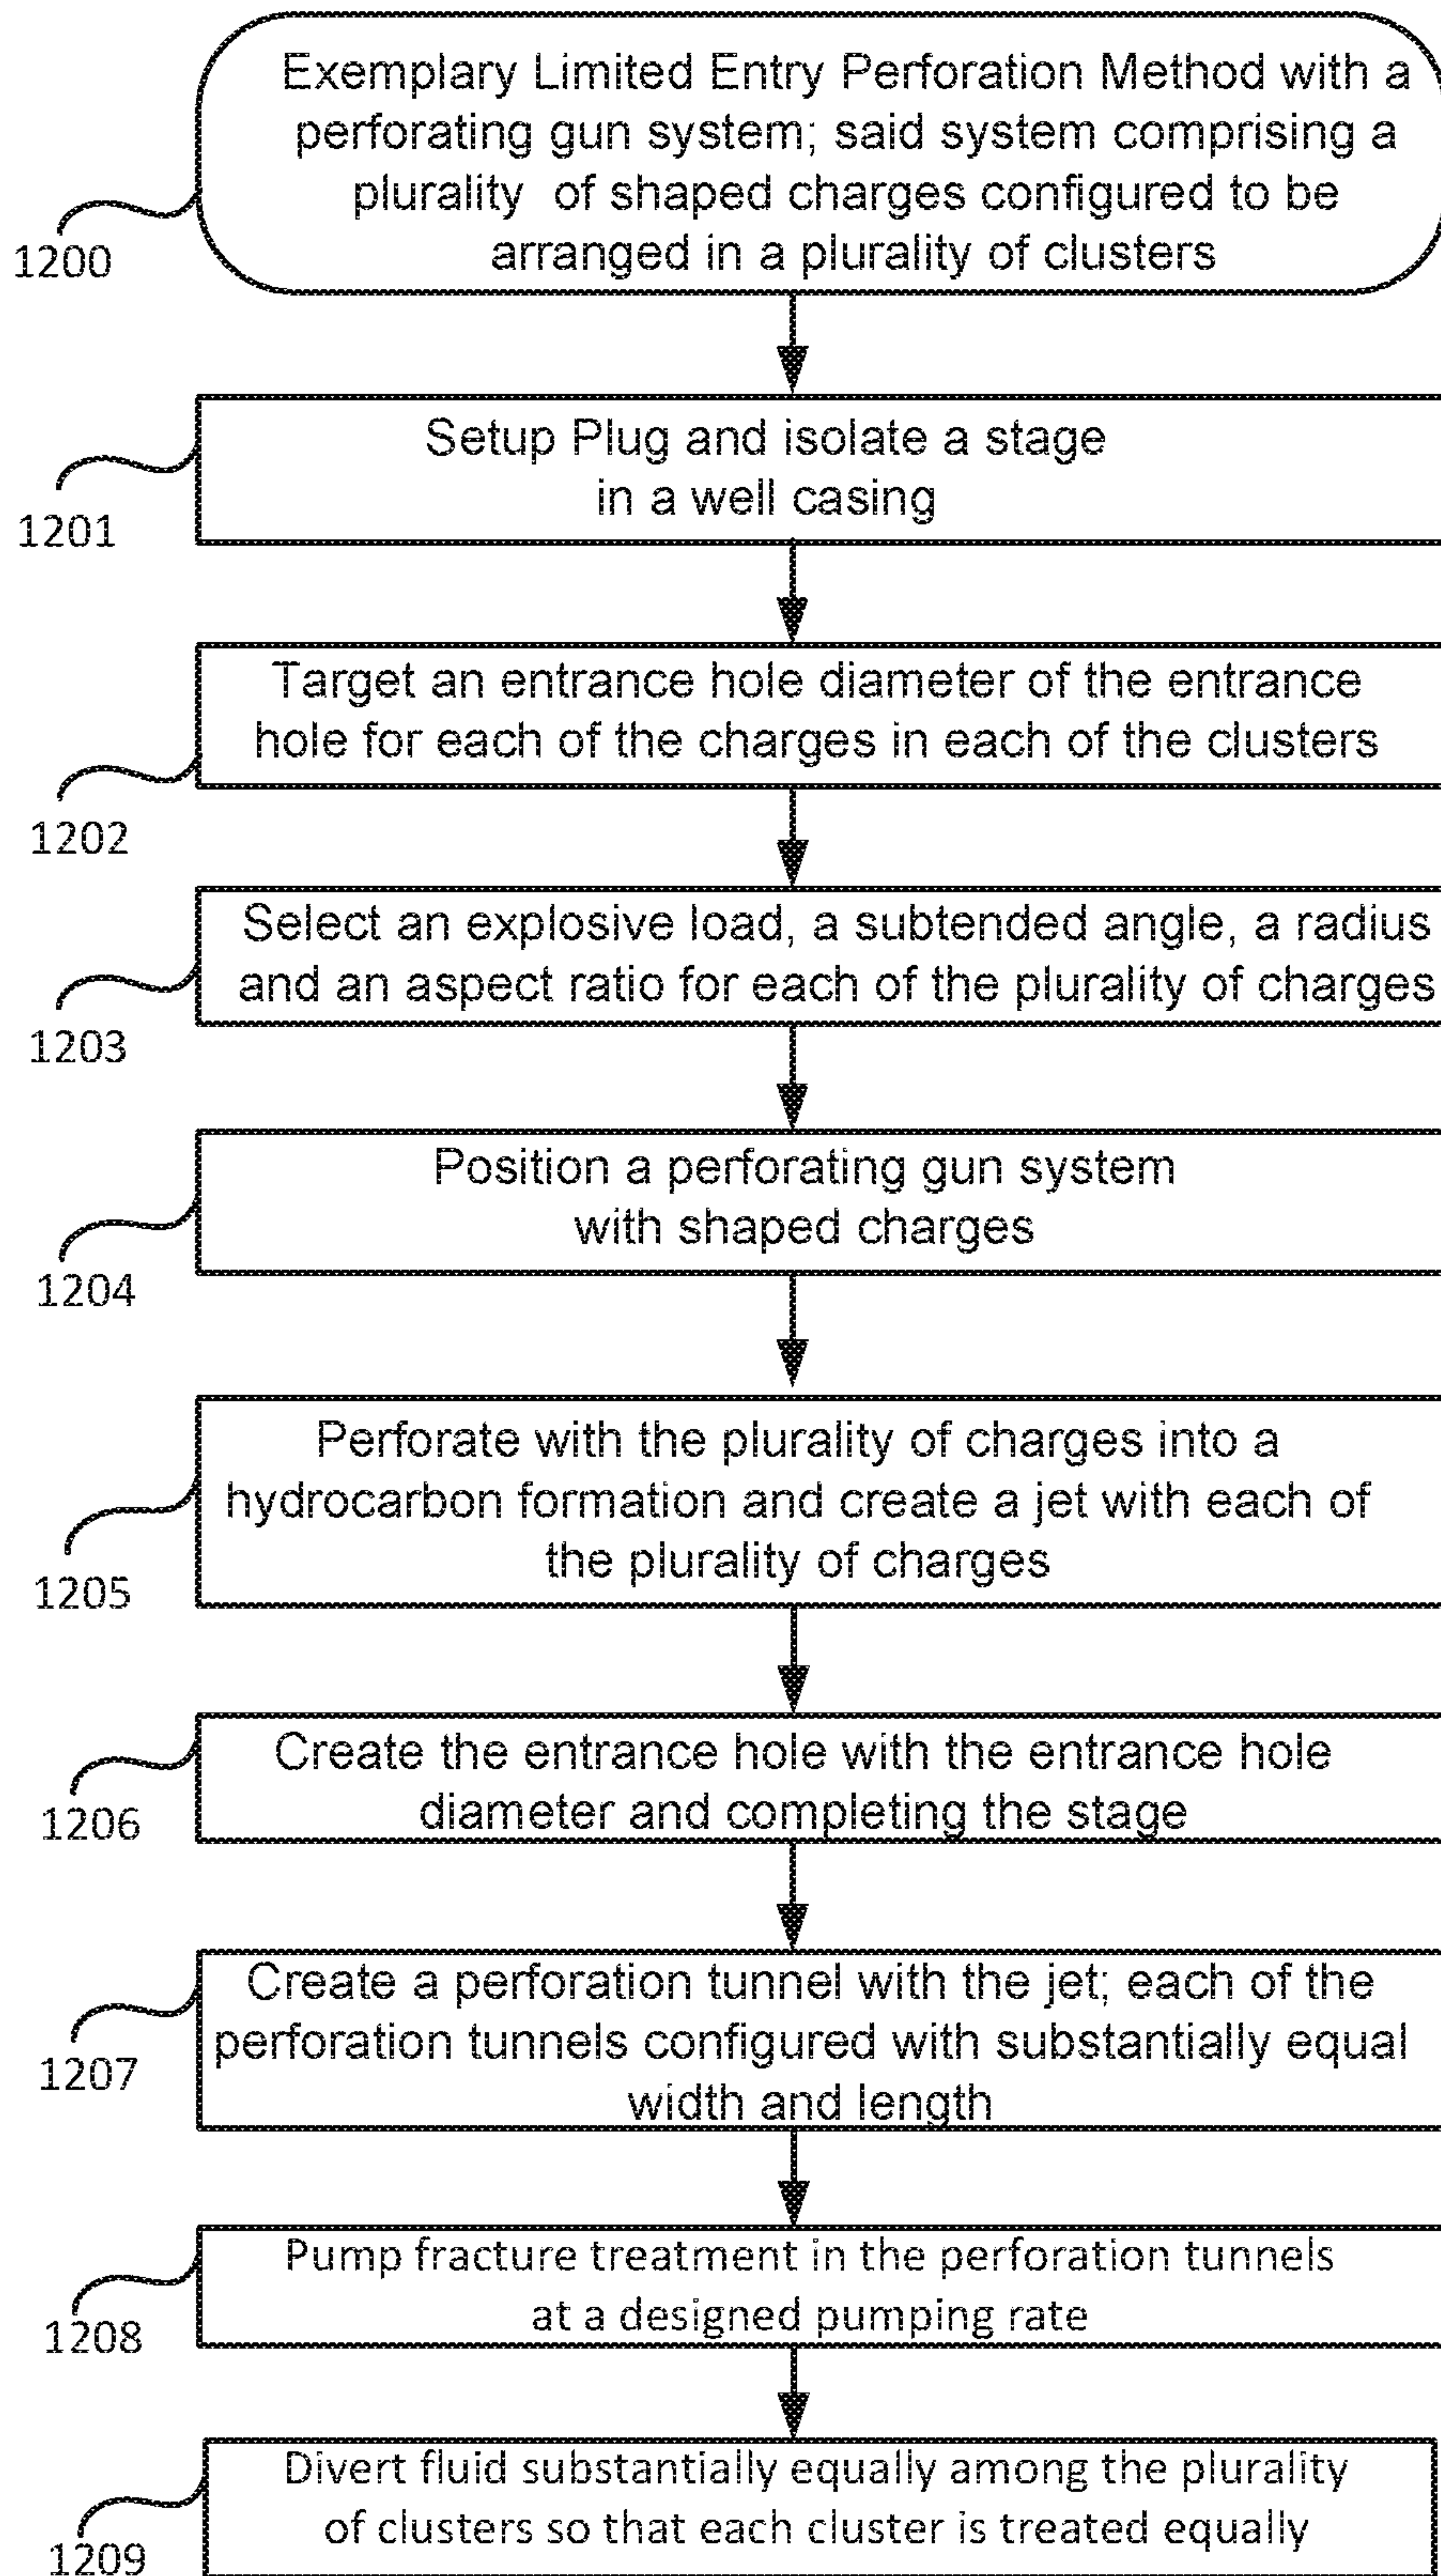 Exemplary Limited Entry Perforation Method with a
perforating gun system; said system comprising a
plurality of shaped charges configured to be
arranged in a plurality of clusters
1200
Setup Plug and isolate a stage
in a well casing
1201
Target an entrance hole diameter of the entrance
hole for each of the charges in each of the clusters
1202
Select an explosive load, a subtended angle, a radius
and an aspect ratio for each of the plurality of charges
1203
Position a perforating gun system
with shaped charges
1204
Perforate with the plurality of charges into a
hydrocarbon formation and create a jet with each of
the plurality of charges
1205
Create the entrance hole with the entrance hole
diameter and completing the stage
1206
Create a perforation tunnel with the jet; each of the
perforation tunnels configured with substantially equal
width and length
1207
Pump fracture treatment in the perforation tunnels
at a designed pumping rate
1208
Divert fluid substantially equally among the plurality
of clusters so that each cluster is treated equally
1209